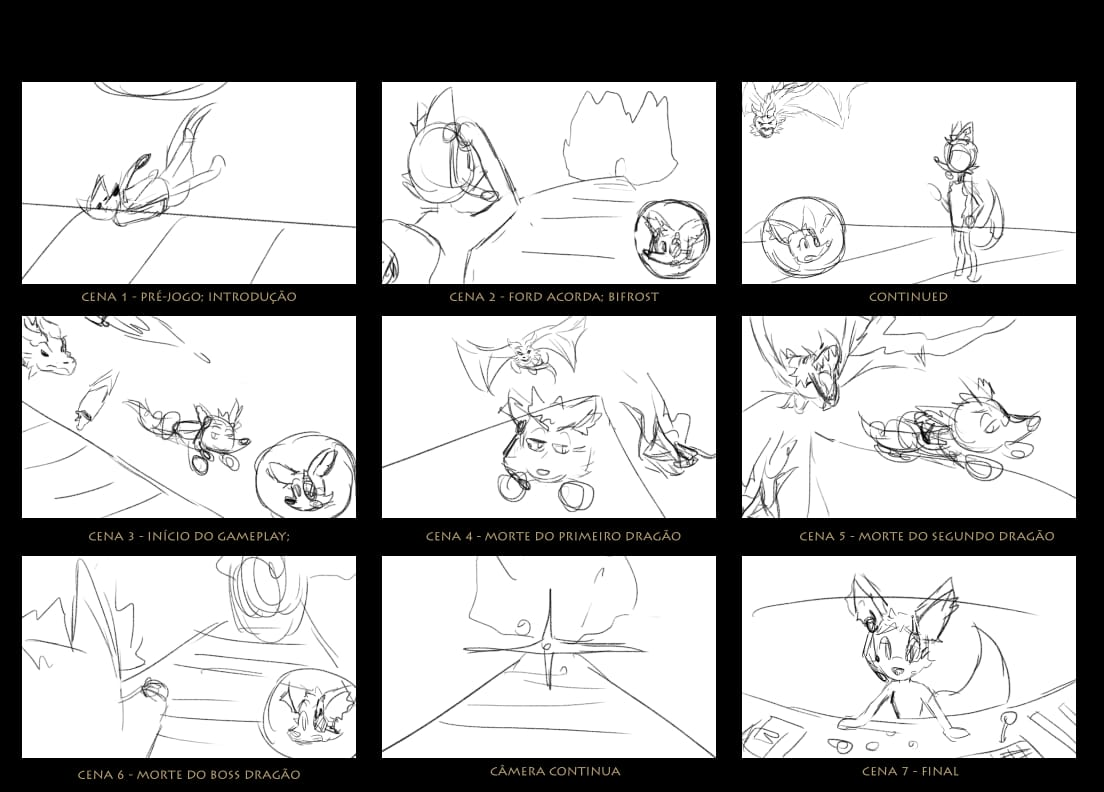 CENA 1 - PRÉ-JOGO; INTRODUÇÃO
CENA 2 - FORD ACORDA; BIFROST
CONTINUED
CENA 3 - INÍCIO DO GAMEPLAY;
CENA 4 - MORTE DO PRIMEIRO DRAGÃO
CENA 5 - MORTE DO SEGUNDO DRAGÃO
CENA 6 - MORTE DO BOSS DRAGÃO
CÂMERA CONTINUA
CENA 7 - FINAL